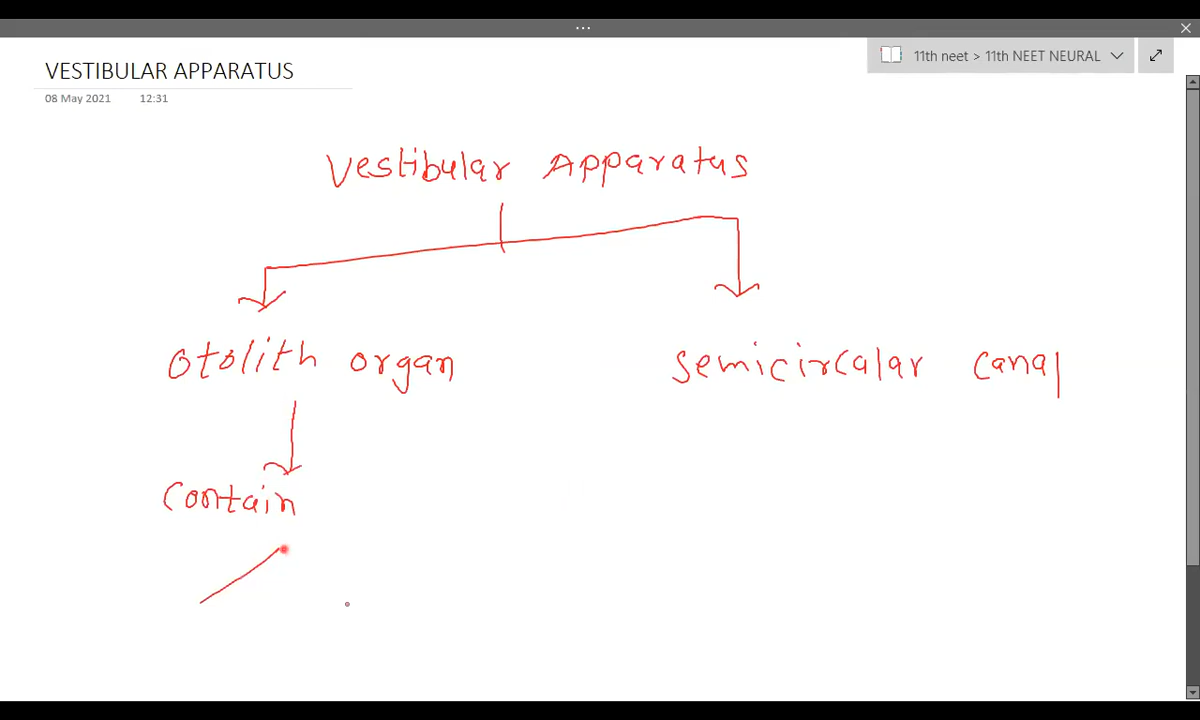 11th neet > 11th NEET NEURAL
VESTIBULAR APPARATUS
08 May 2021 12:31
Vestibular Apparatus
Otolith organ semicircalar canal
Contain